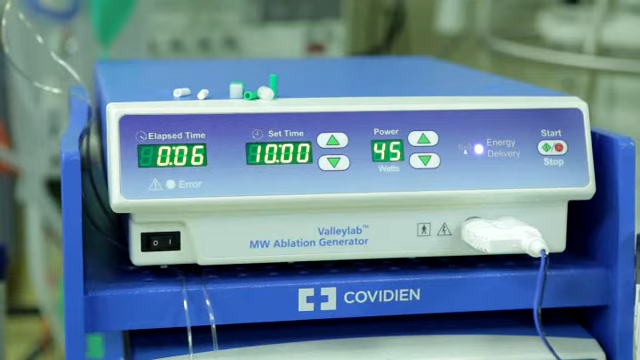 Elapsed Time
Set Time
Power
Start
0:06
10:00
45
Energy
Delivery
Watts
Stop
Error
Valleylab™
MW Ablation Generator
O I
COVIDIEN